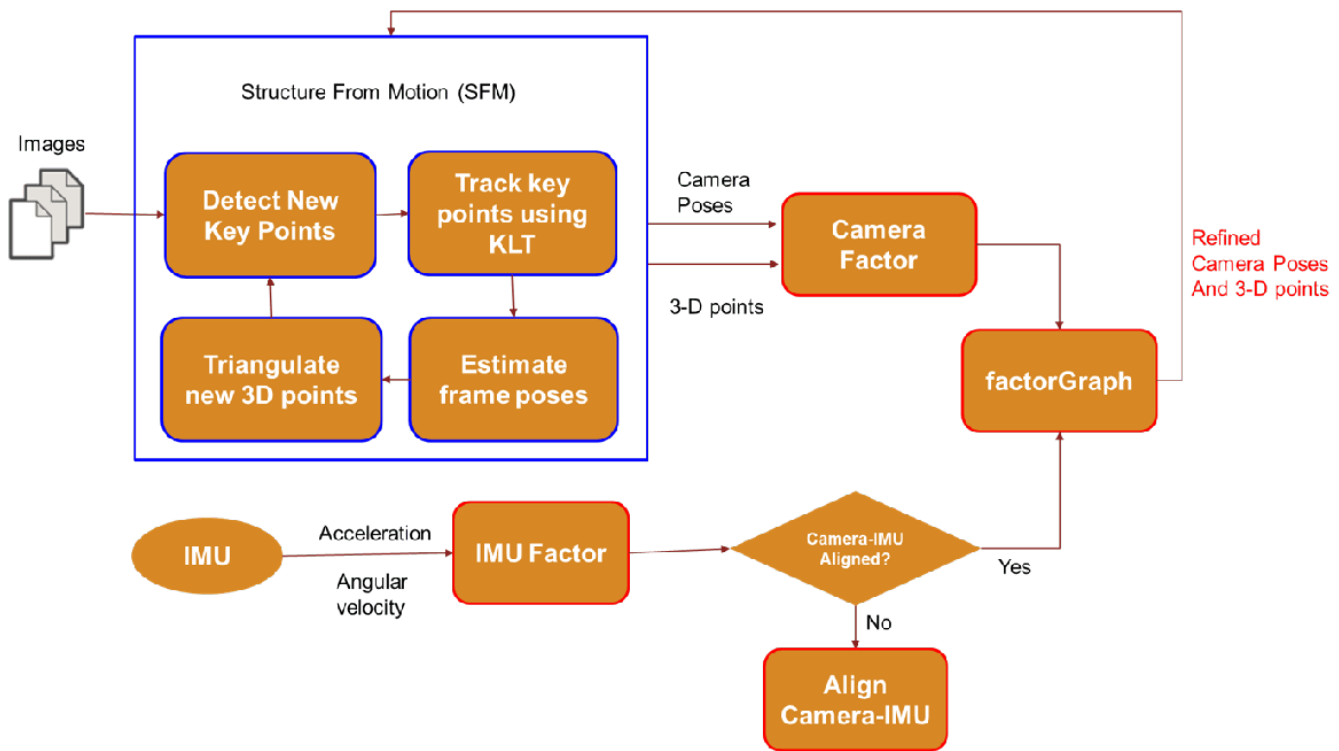 Structure From Motion (SFM)
Images
Detect New
Key Points
Track key
points using
KLT
Triangulate
new 3D points
Estimate
frame poses
Camera
Poses
3-D points
Camera
Factor
Refined
Camera Poses
And 3-D points
factorGraph
IMU
Acceleration
Angular
velocity
IMU Factor
Camera-IMU
Aligned?
Yes
No
Align
Camera-IMU